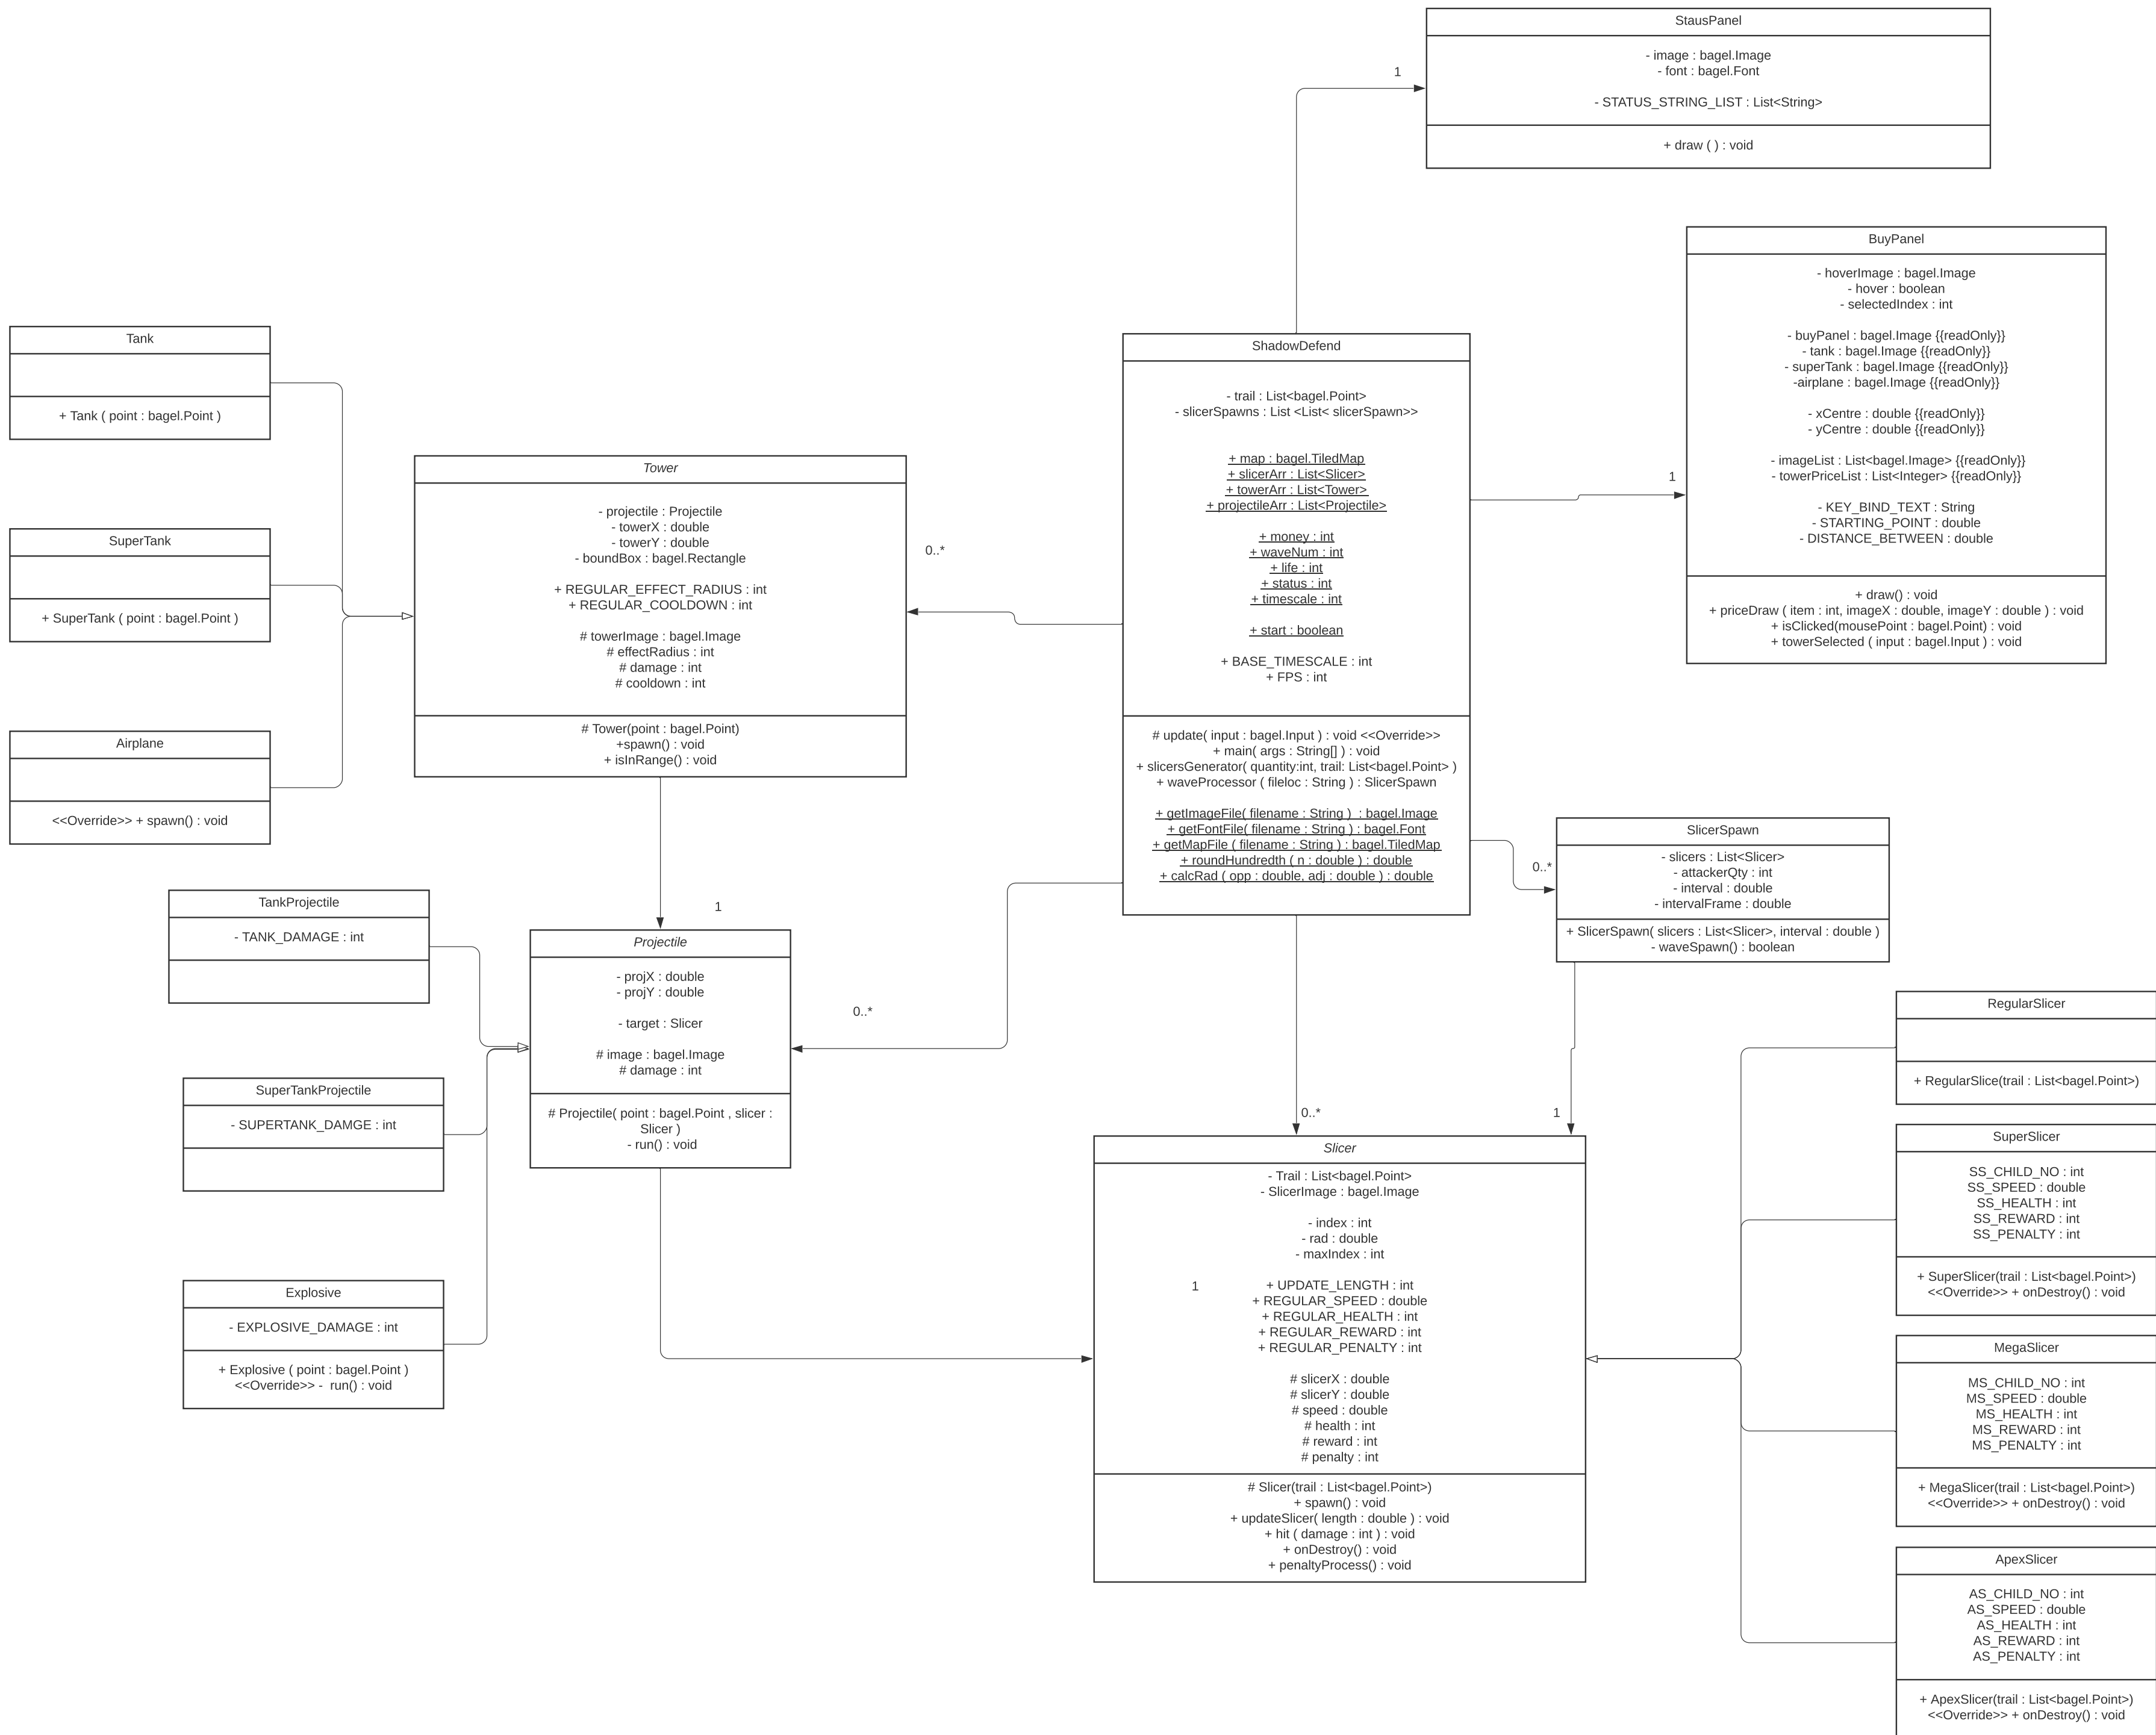 StausPanel
- image : bagel.Image
- font : bagel.Font
- STATUS_STRING_LIST : List<String>
+ draw ( ) : void
1
BuyPanel
- hoverImage : bagel.Image
- hover : boolean
- selectedIndex : int
- buyPanel : bagel.Image {{readOnly}}
- tank : bagel.Image {{readOnly}}
- superTank : bagel.Image {{readOnly}}
-airplane : bagel.Image {{readOnly}}
- xCentre : double {{readOnly}}
- yCentre : double {{readOnly}}
- imageList : List<bagel.Image> {{readOnly}}
- towerPriceList : List<Integer> {{readOnly}}
- KEY_BIND_TEXT : String
- STARTING_POINT : double
- DISTANCE_BETWEEN : double
+ draw() : void
+ priceDraw ( item : int, imageX : double, imageY : double ) : void
+ isClicked(mousePoint : bagel.Point) : void
+ towerSelected ( input : bagel.Input ) : void
1
Tank
+ Tank ( point : bagel.Point )
SuperTank
+ SuperTank ( point : bagel.Point )
Airplane
<<Override>> + spawn() : void
Tower
- projectile : Projectile
- towerX : double
- towerY : double
- boundBox : bagel.Rectangle
+ REGULAR_EFFECT_RADIUS : int
+ REGULAR_COOLDOWN : int
# towerImage : bagel.Image
# effectRadius : int
# damage : int
# cooldown : int
# Tower(point : bagel.Point)
+spawn() : void
+ isInRange() : void
0..*
ShadowDefend
- trail : List<bagel.Point>
- slicerSpawns : List <List< slicerSpawn>>
+ map : bagel.TiledMap
+ slicerArr : List<Slicer>
+ towerArr : List<Tower>
+ projectileArr : List<Projectile>
+ money : int
+ waveNum : int
+ life : int
+ status : int
+ timescale : int
+ start : boolean
+ BASE_TIMESCALE : int
+ FPS : int
# update( input : bagel.Input ) : void <<Override>>
+ main( args : String[] ) : void
+ slicersGenerator( quantity:int, trail: List<bagel.Point> )
+ waveProcessor ( fileloc : String ) : SlicerSpawn
+ getImageFile( filename : String )  : bagel.Image
+ getFontFile( filename : String ) : bagel.Font
+ getMapFile ( filename : String ) : bagel.TiledMap
+ roundHundredth ( n : double ) : double
+ calcRad ( opp : double, adj : double ) : double
SlicerSpawn
- slicers : List<Slicer>
- attackerQty : int
- interval : double
- intervalFrame : double
+ SlicerSpawn( slicers : List<Slicer>, interval : double )
- waveSpawn() : boolean
0..*
TankProjectile
- TANK_DAMAGE : int
SuperTankProjectile
- SUPERTANK_DAMGE : int
Explosive
- EXPLOSIVE_DAMAGE : int
+ Explosive ( point : bagel.Point )
<<Override>> -  run() : void
1
Projectile
- projX : double
- projY : double
- target : Slicer
# image : bagel.Image
# damage : int
# Projectile( point : bagel.Point , slicer :
Slicer )
- run() : void
0..*
0..*
1
Slicer
- Trail : List<bagel.Point>
- SlicerImage : bagel.Image
- index : int
- rad : double
- maxIndex : int
1
+ UPDATE_LENGTH : int
+ REGULAR_SPEED : double
+ REGULAR_HEALTH : int
+ REGULAR_REWARD : int
+ REGULAR_PENALTY : int
# slicerX : double
# slicerY : double
# speed : double
# health : int
# reward : int
# penalty : int
# Slicer(trail : List<bagel.Point>)
+ spawn() : void
+ updateSlicer( length : double ) : void
+ hit ( damage : int ) : void
+ onDestroy() : void
+ penaltyProcess() : void
RegularSlicer
+ RegularSlice(trail : List<bagel.Point>)
SuperSlicer
SS_CHILD_NO : int
SS_SPEED : double
SS_HEALTH : int
SS_REWARD : int
SS_PENALTY : int
+ SuperSlicer(trail : List<bagel.Point>)
<<Override>> + onDestroy() : void
MegaSlicer
MS_CHILD_NO : int
MS_SPEED : double
MS_HEALTH : int
MS_REWARD : int
MS_PENALTY : int
+ MegaSlicer(trail : List<bagel.Point>)
<<Override>> + onDestroy() : void
ApexSlicer
AS_CHILD_NO : int
AS_SPEED : double
AS_HEALTH : int
AS_REWARD : int
AS_PENALTY : int
+ ApexSlicer(trail : List<bagel.Point>)
<<Override>> + onDestroy() : void